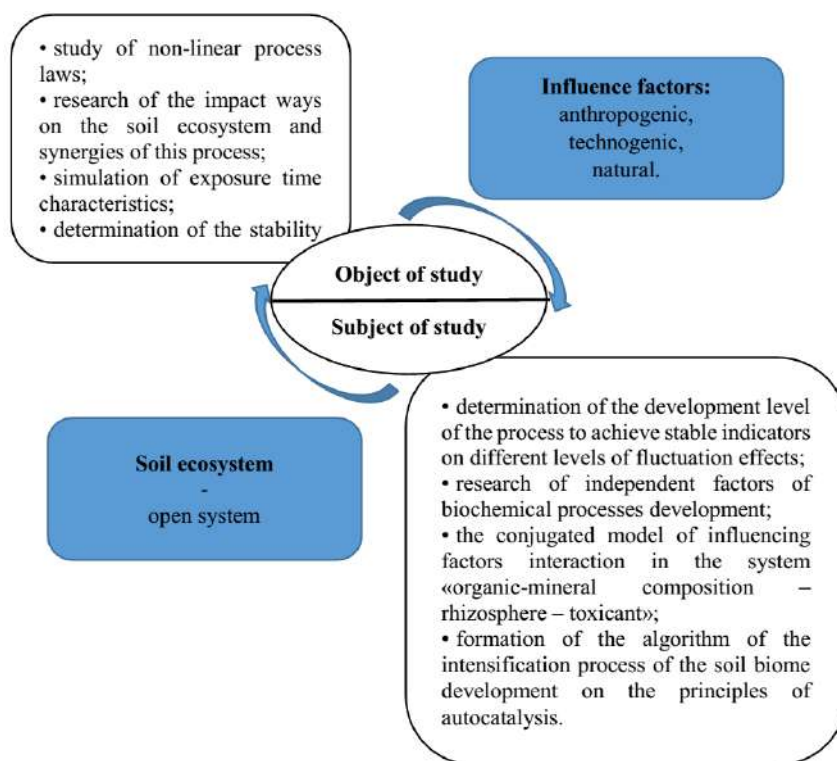 • study of non-linear process
laws;
• research of the impact ways
on the soil ecosystem and
synergies of this process;
• simulation of exposure time
characteristics;
• determination of the stability
Influence factors:
anthropogenic,
technogenic,
natural.
Object of study
Subject of study
Soil ecosystem
-
open system
• determination of the development level
of the process to achieve stable indicators
on different levels of fluctuation effects;
• research of independent factors of
biochemical processes development;
• the conjugated model of influencing
factors interaction in the system
«organic-mineral composition –
rhizosphere – toxicant»;
• formation of the algorithm of the
intensification process of the soil biome
development on the principles of
autocatalysis.